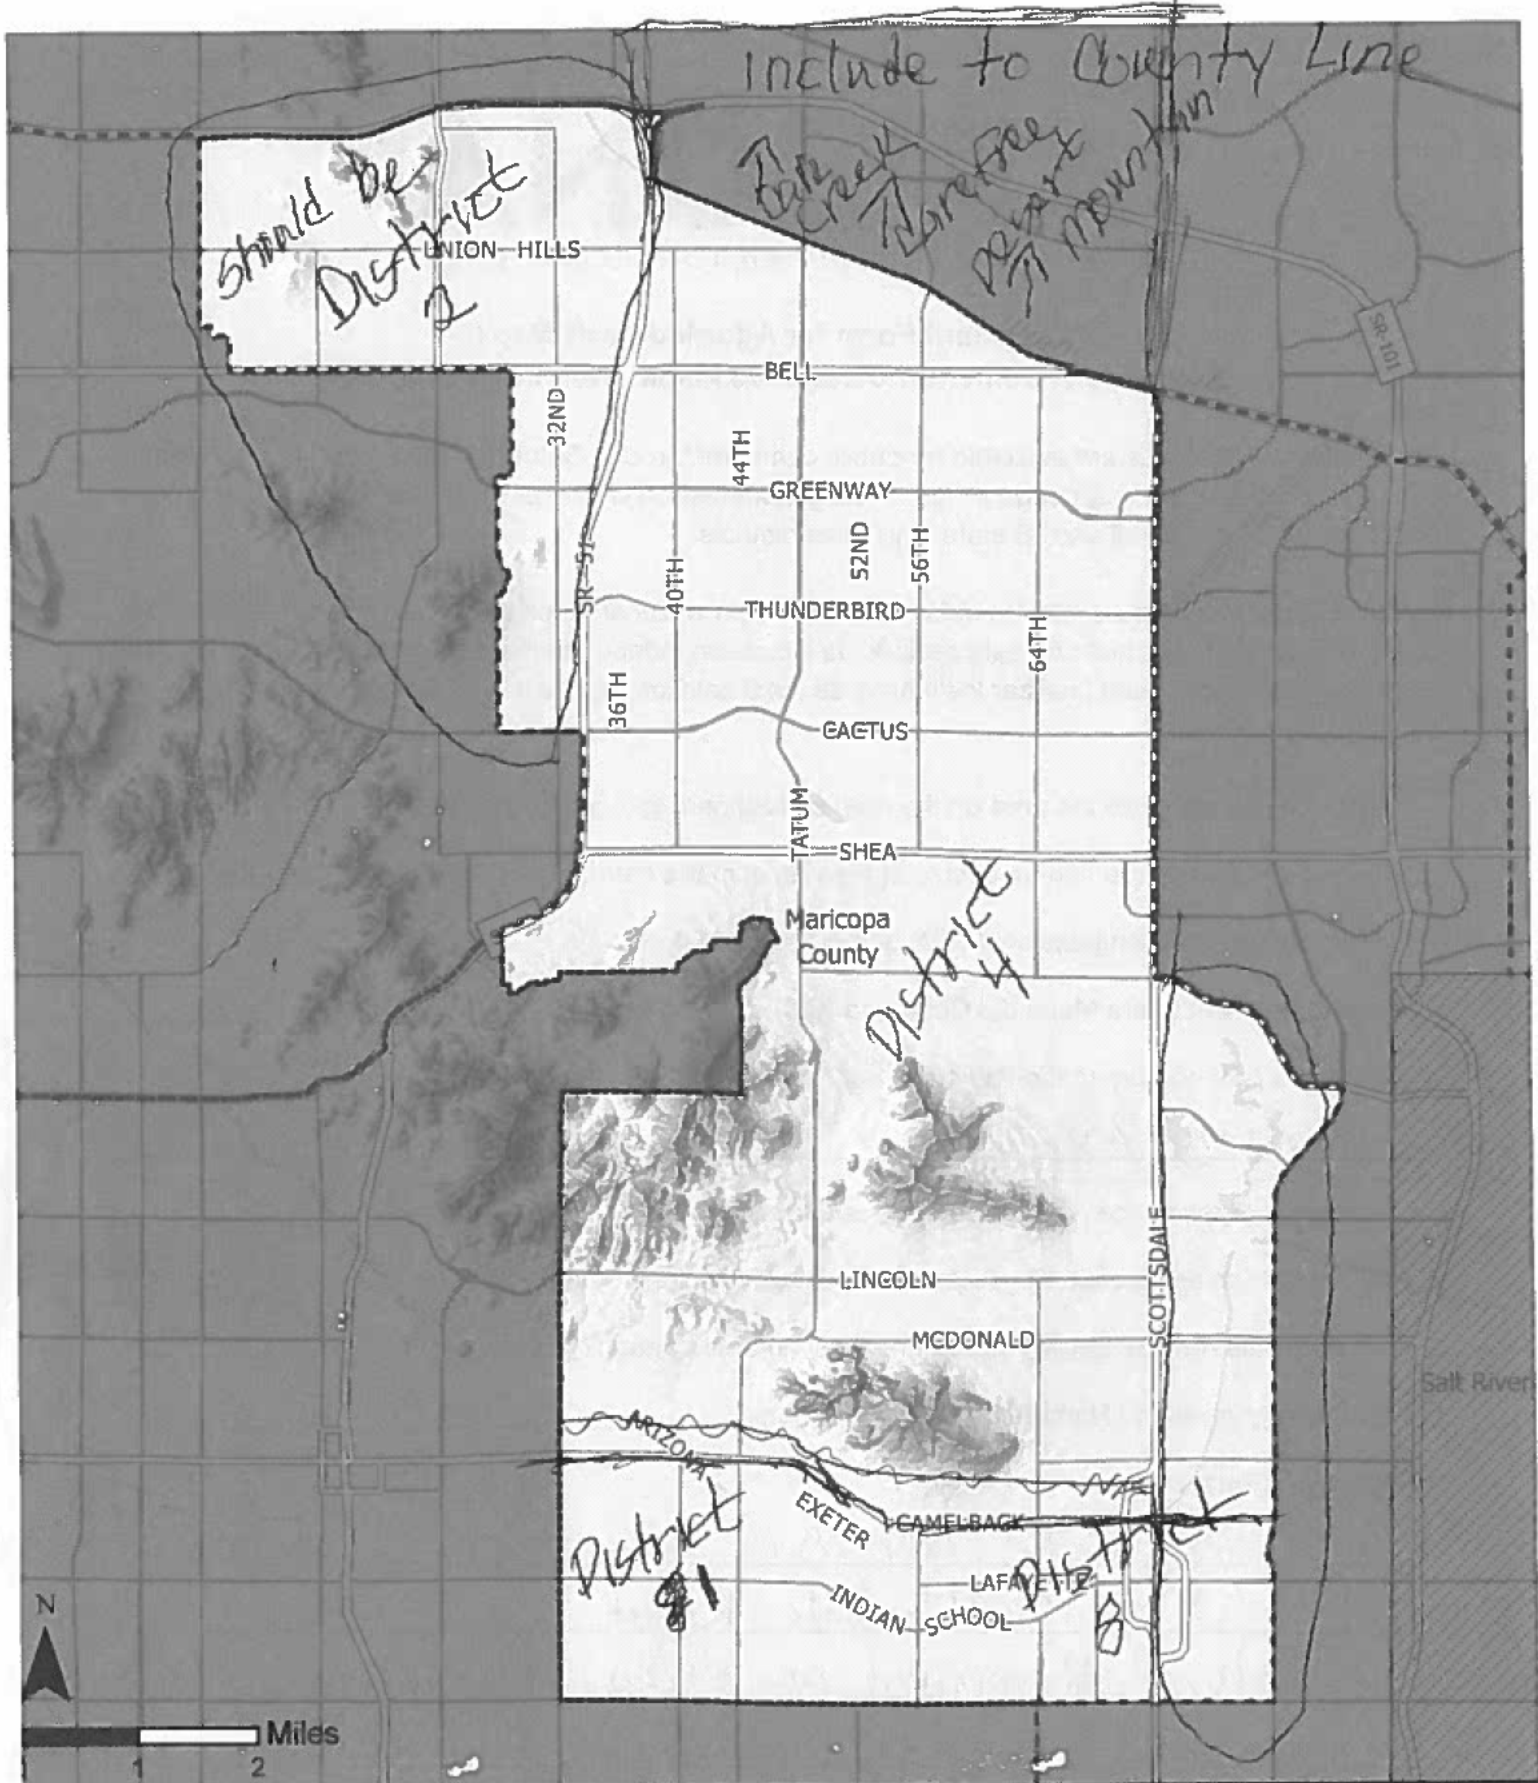 Include to County Line
Cave
Creek
Carefree
Desert
Mountain
should be
District
2
UNION HILLS
SR-101
BELL
32ND
44TH
GREENWAY
SR-51
52ND
56TH
40TH
THUNDERBIRD
64TH
36TH
CACTUS
TATUM
SHEA
Maricopa
County
District
4
LINCOLN
SCOTTSDALE
MCDONALD
Salt River
ARIZONA
EXETER
CAMELBACK
District
1
District
8
LAFAYETTE
INDIAN SCHOOL
N
Miles
1 2